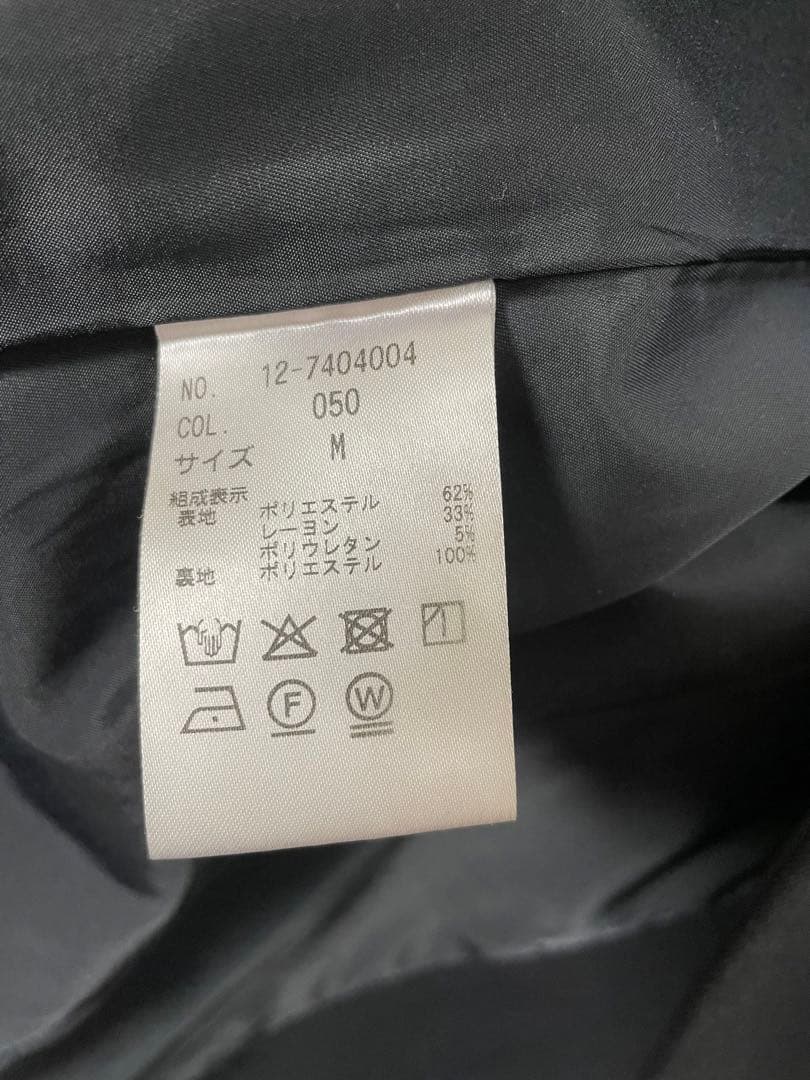 NO. 12-7404004
COL. 050
サイズ M
組成表示
表地 ポリエステル 62%
レーヨン 33%
ポリウレタン 5%
裏地 ポリエステル 100%
F W